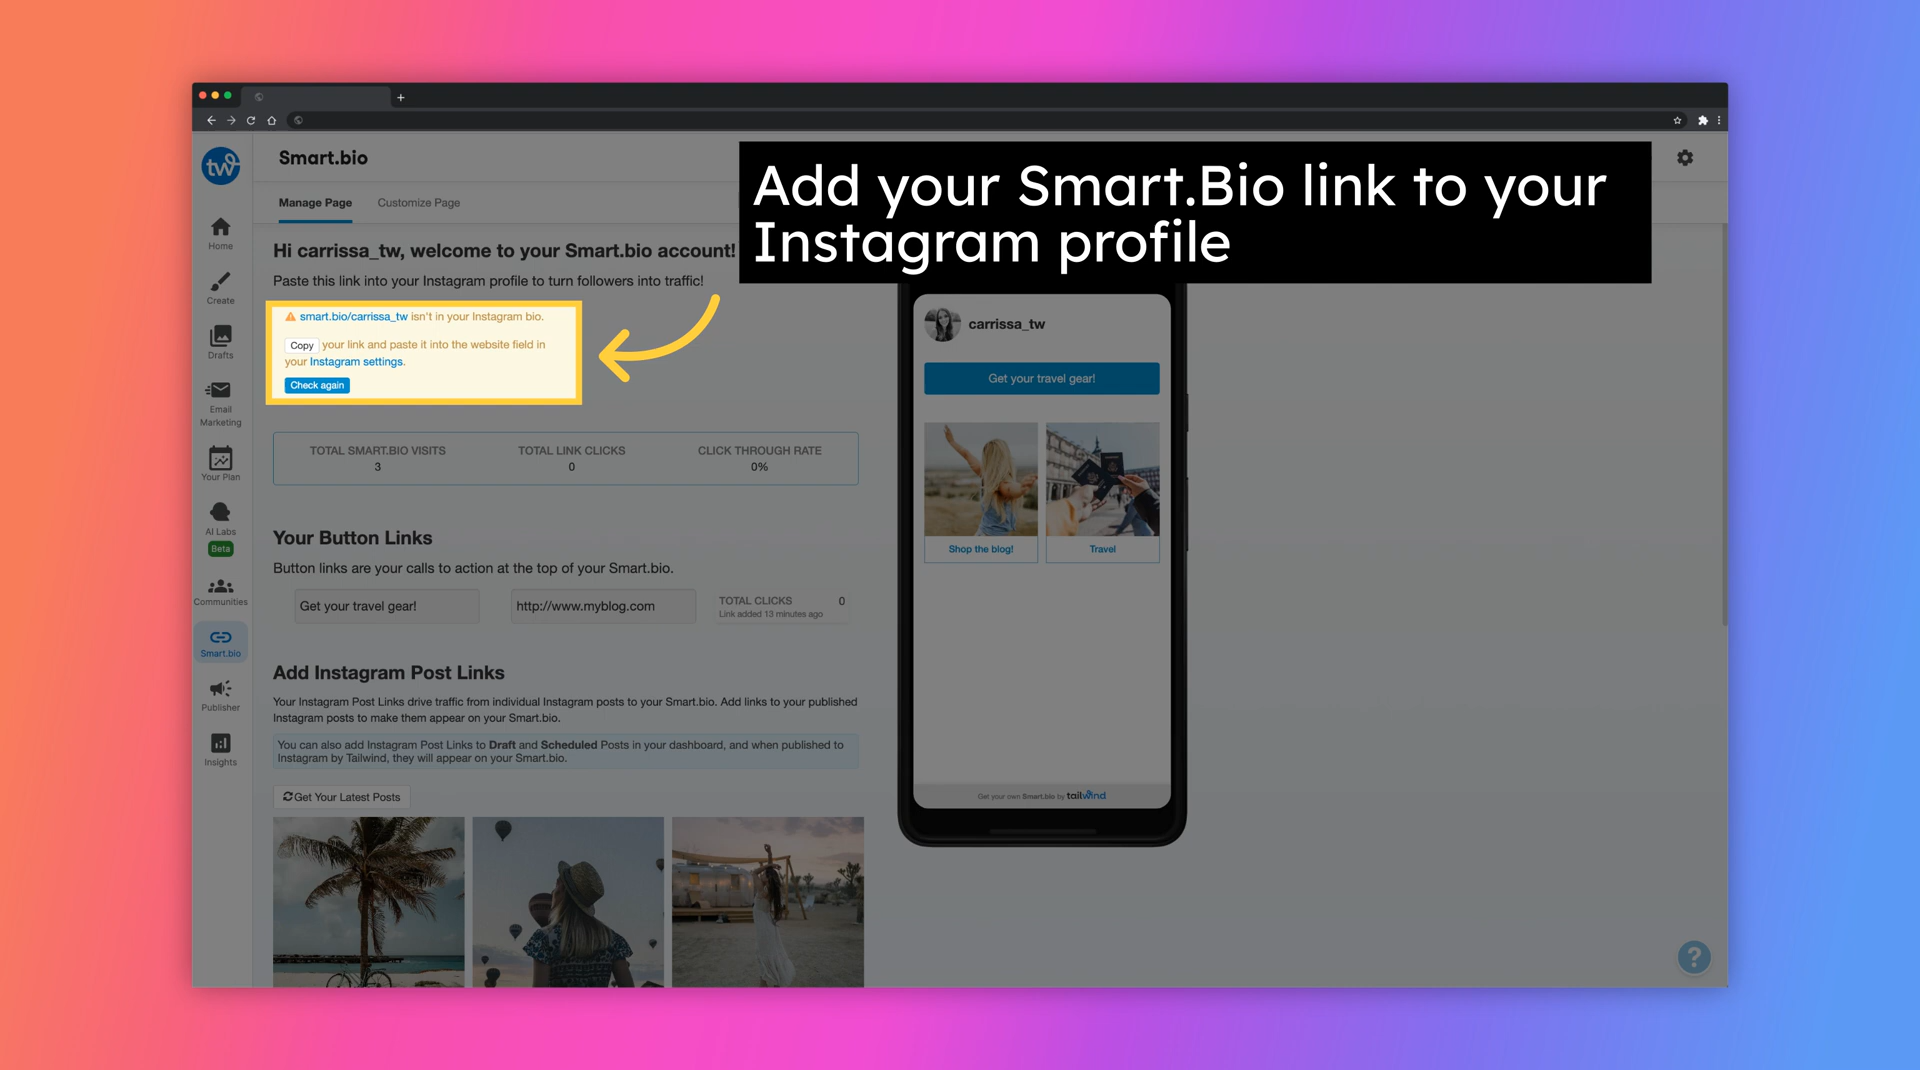 Smart.bio
Add your Smart.Bio link to your
Instagram profile
Manage Page
Customize Page
Hi carrissa_tw, welcome to your Smart.bio account!
Paste this link into your Instagram profile to turn followers into traffic!
smart.bio/carrissa_tw isn't in your Instagram bio.
Copy your link and paste it into the website field in
your Instagram settings.
Check again
TOTAL SMART.BIO VISITS
3
TOTAL LINK CLICKS
0
CLICK THROUGH RATE
0%
Your Button Links
Button links are your calls to action at the top of your Smart.bio.
Get your travel gear!
http://www.myblog.com
TOTAL CLICKS 0
Link added 13 minutes ago
Add Instagram Post Links
Your Instagram Post Links drive traffic from individual Instagram posts to your Smart.bio. Add links to your published
Instagram posts to make them appear on your Smart.bio.
You can also add Instagram Post Links to Draft and Scheduled Posts in your dashboard, and when published to
Instagram by Tailwind, they will appear on your Smart.bio.
Get Your Latest Posts
tw
Home
Create
Drafts
Email
Marketing
Your Plan
AI Labs
Beta
Communities
Smart.bio
Publisher
Insights
carrissa_tw
Get your travel gear!
Shop the blog!
Travel
Get your own Smart.bio by tailwind
?